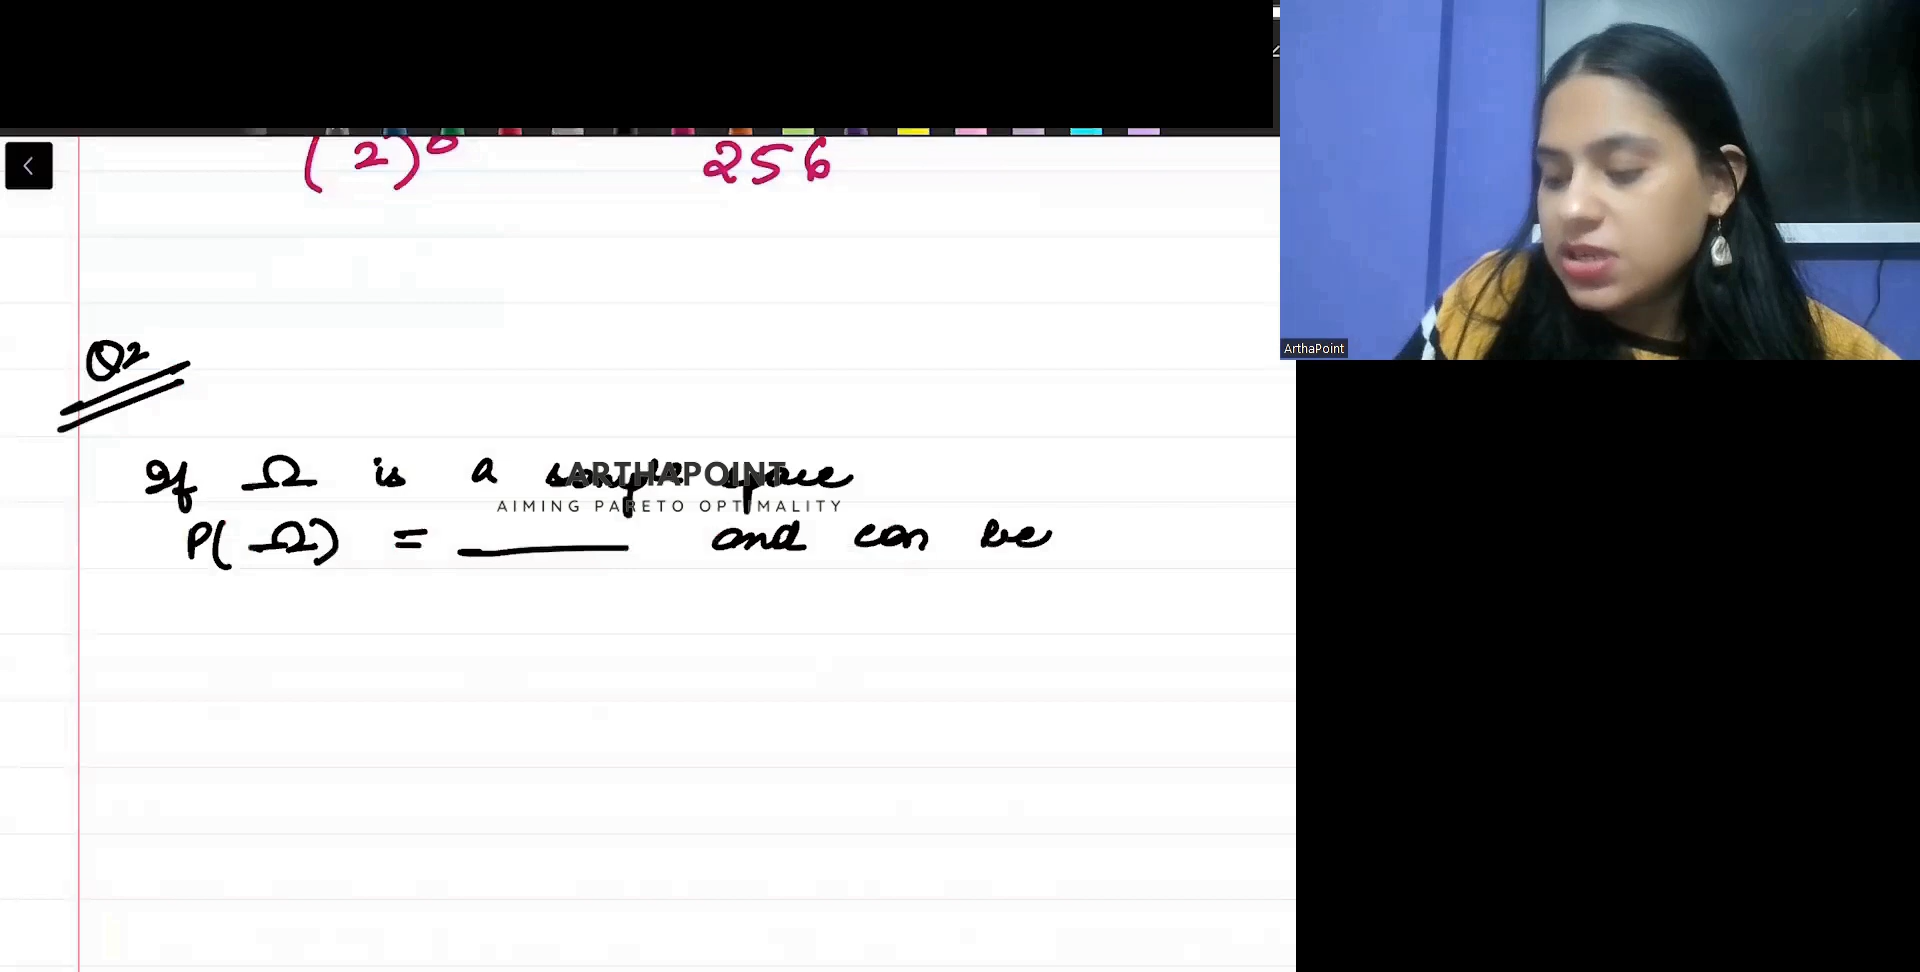 (2)⁸ 256
Q2
If Ω is a sample space
ARTHAPOINT
AIMING PARETO OPTIMALITY
P(Ω) = ______ and can be
ArthaPoint